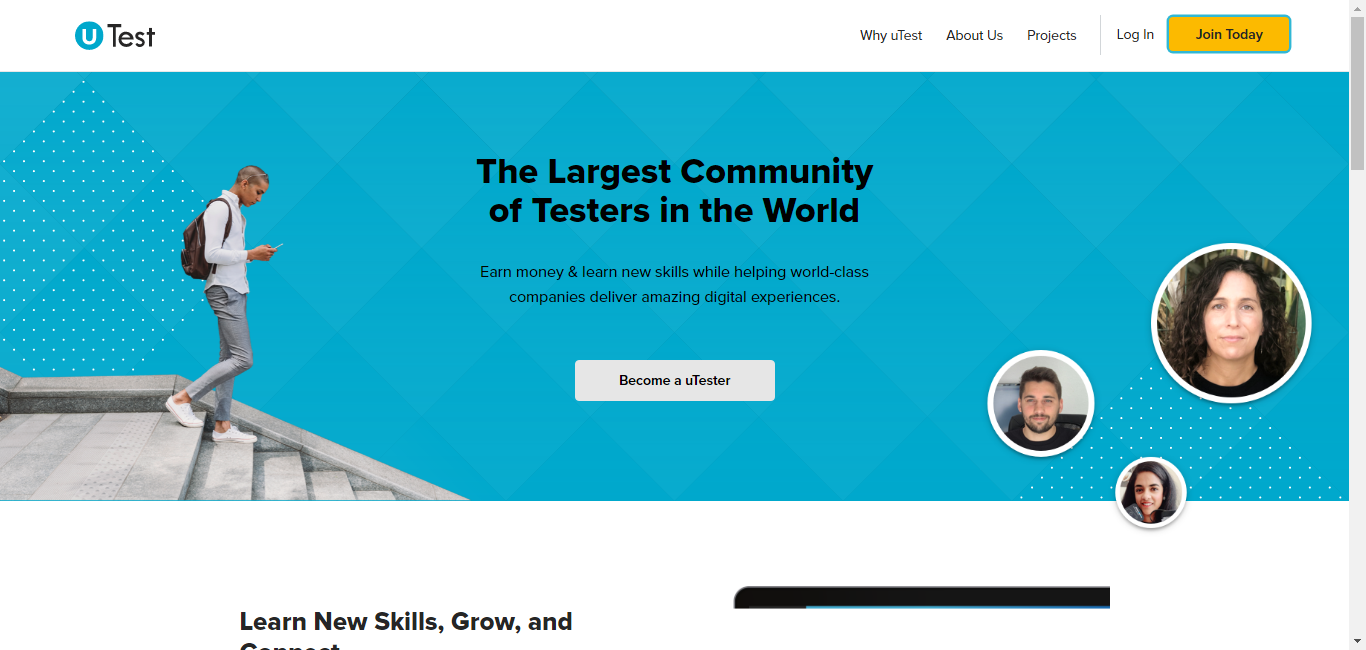 uTest
Why uTest
About Us
Projects
Log In
Join Today
The Largest Community
of Testers in the World
Earn money & learn new skills while helping world-class
companies deliver amazing digital experiences.
Become a uTester
Learn New Skills, Grow, and
Connect